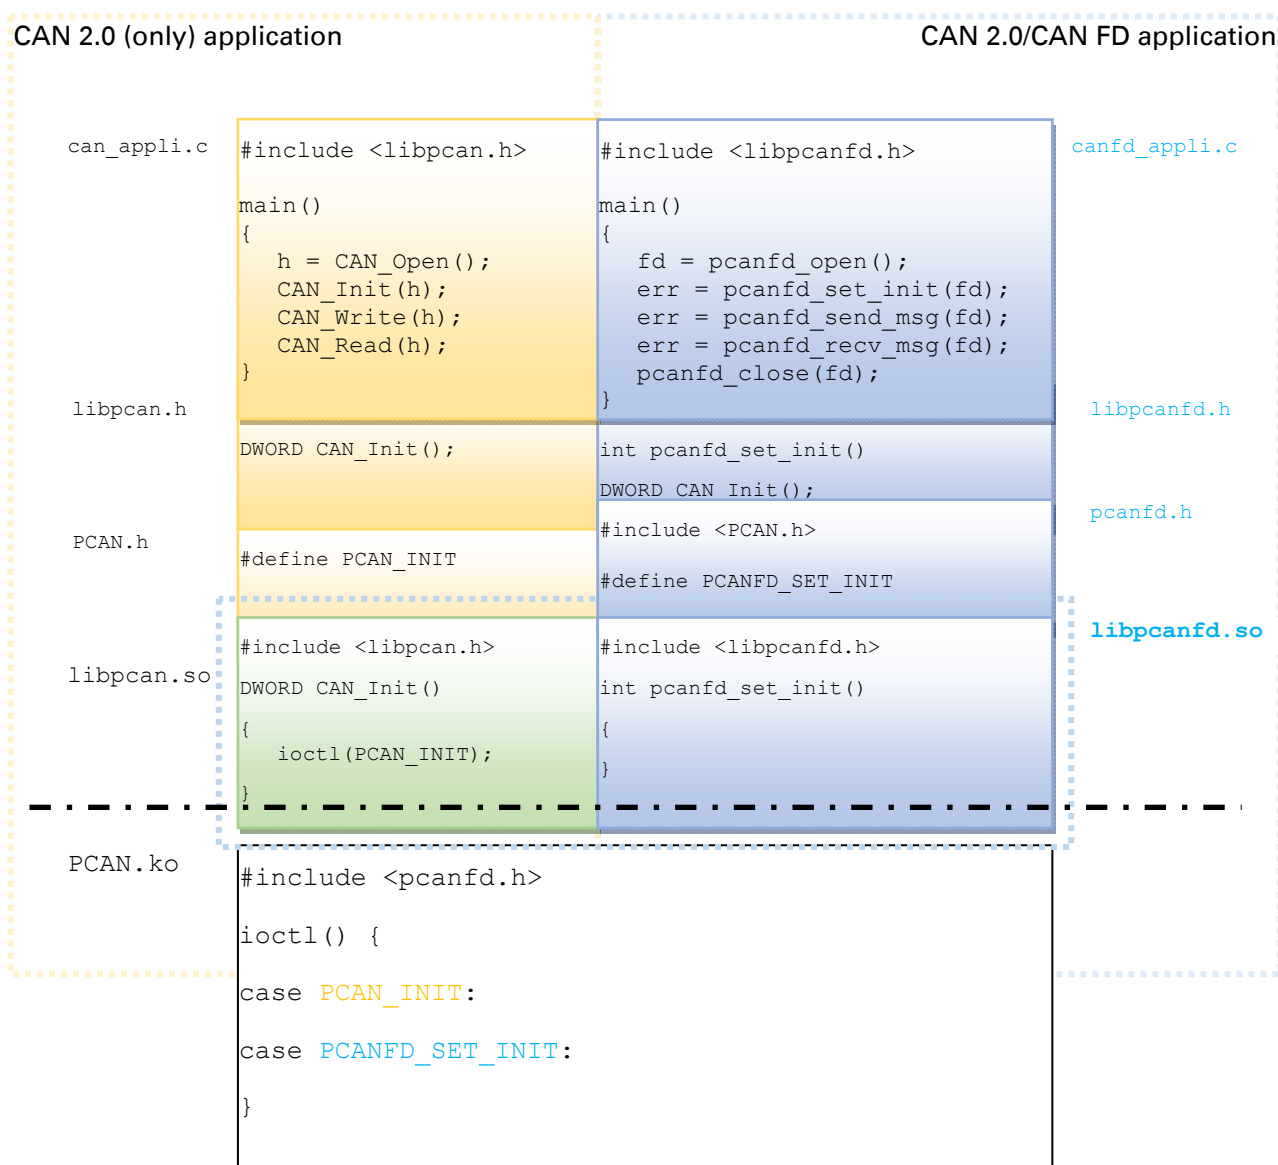 CAN 2.0 (only) application
CAN 2.0/CAN FD application
can_appli.c
#include <libpcan.h>
main()
{
h = CAN_Open();
CAN_Init(h);
CAN_Write(h);
CAN_Read(h);
}
#include <libpcanfd.h>
main()
{
fd = pcanfd_open();
err = pcanfd_set_init(fd);
err = pcanfd_send_msg(fd);
err = pcanfd_recv_msg(fd);
pcanfd_close(fd);
}
canfd_appli.c
libpcan.h
DWORD CAN_Init();
int pcanfd_set_init()
DWORD CAN_Init();
libpcanfd.h
PCAN.h
#define PCAN_INIT
#include <PCAN.h>
#define PCANFD_SET_INIT
pcanfd.h
libpcan.so
#include <libpcan.h>
DWORD CAN_Init()
{
ioctl(PCAN_INIT);
}
#include <libpcanfd.h>
int pcanfd_set_init()
{
}
libpcanfd.so
PCAN.ko
#include <pcanfd.h>
ioctl() {
case PCAN_INIT:
case PCANFD_SET_INIT:
}